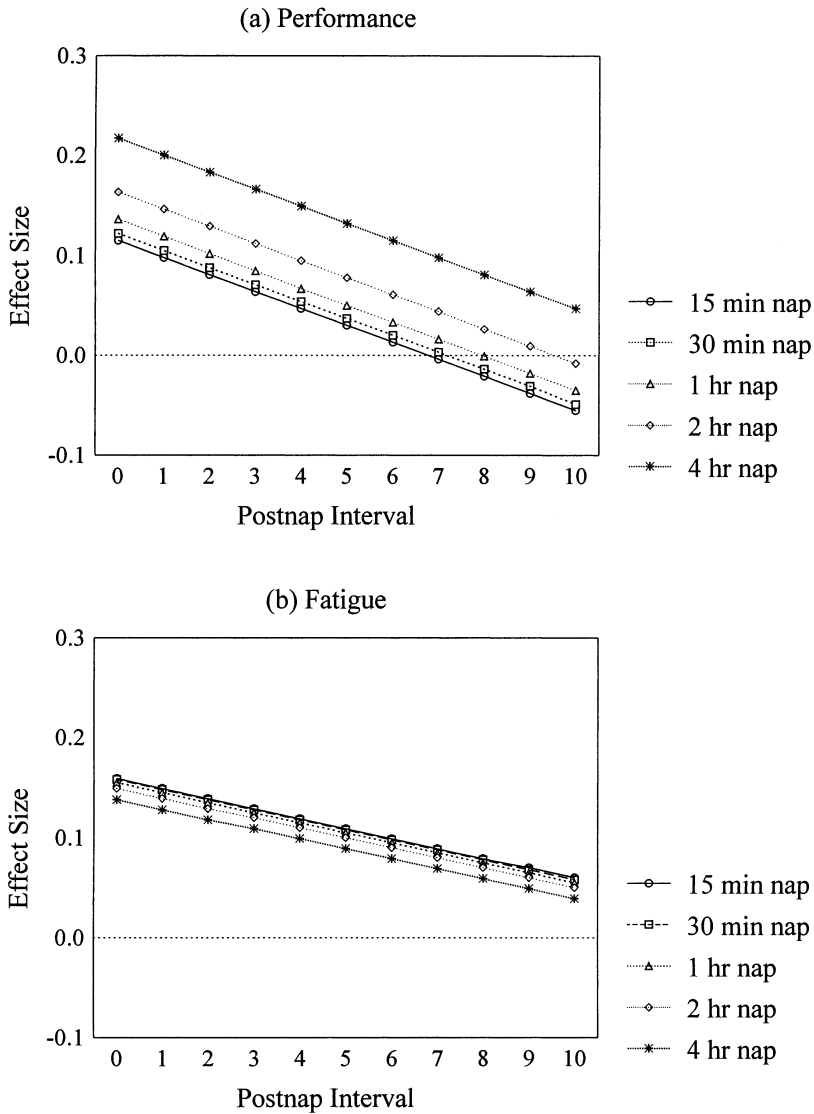 (a) Performance
0.3
0.2
0.1
0.0
-0.1
Effect Size
0 1 2 3 4 5 6 7 8 9 10
Postnap Interval
15 min nap
30 min nap
1 hr nap
2 hr nap
4 hr nap
(b) Fatigue
0.3
0.2
0.1
0.0
-0.1
Effect Size
0 1 2 3 4 5 6 7 8 9 10
Postnap Interval
15 min nap
30 min nap
1 hr nap
2 hr nap
4 hr nap